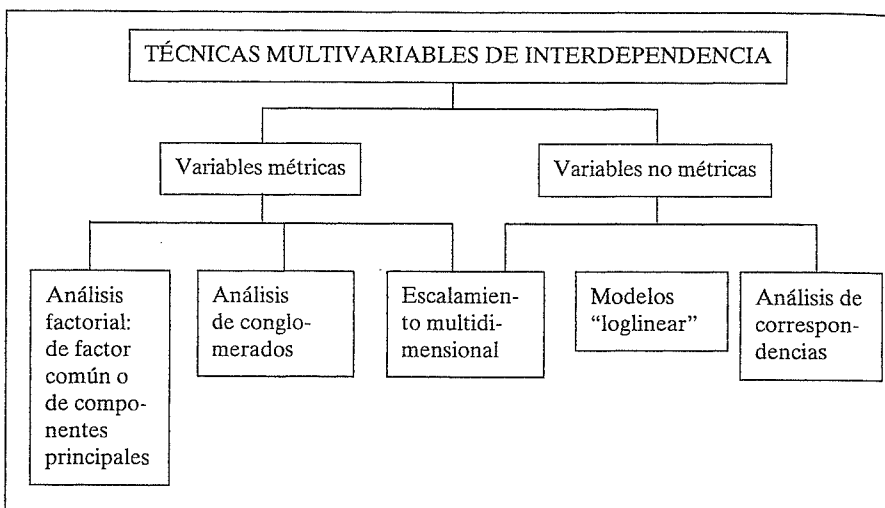 TÉCNICAS MULTIVARIABLES DE INTERDEPENDENCIA
Variables métricas
Variables no métricas
Análisis
factorial:
de factor
común o
de compo-
nentes
principales
Análisis
de conglo-
merados
Escalamien-
to multidi-
mensional
Modelos
“loglinear”
Análisis de
correspon-
dencias